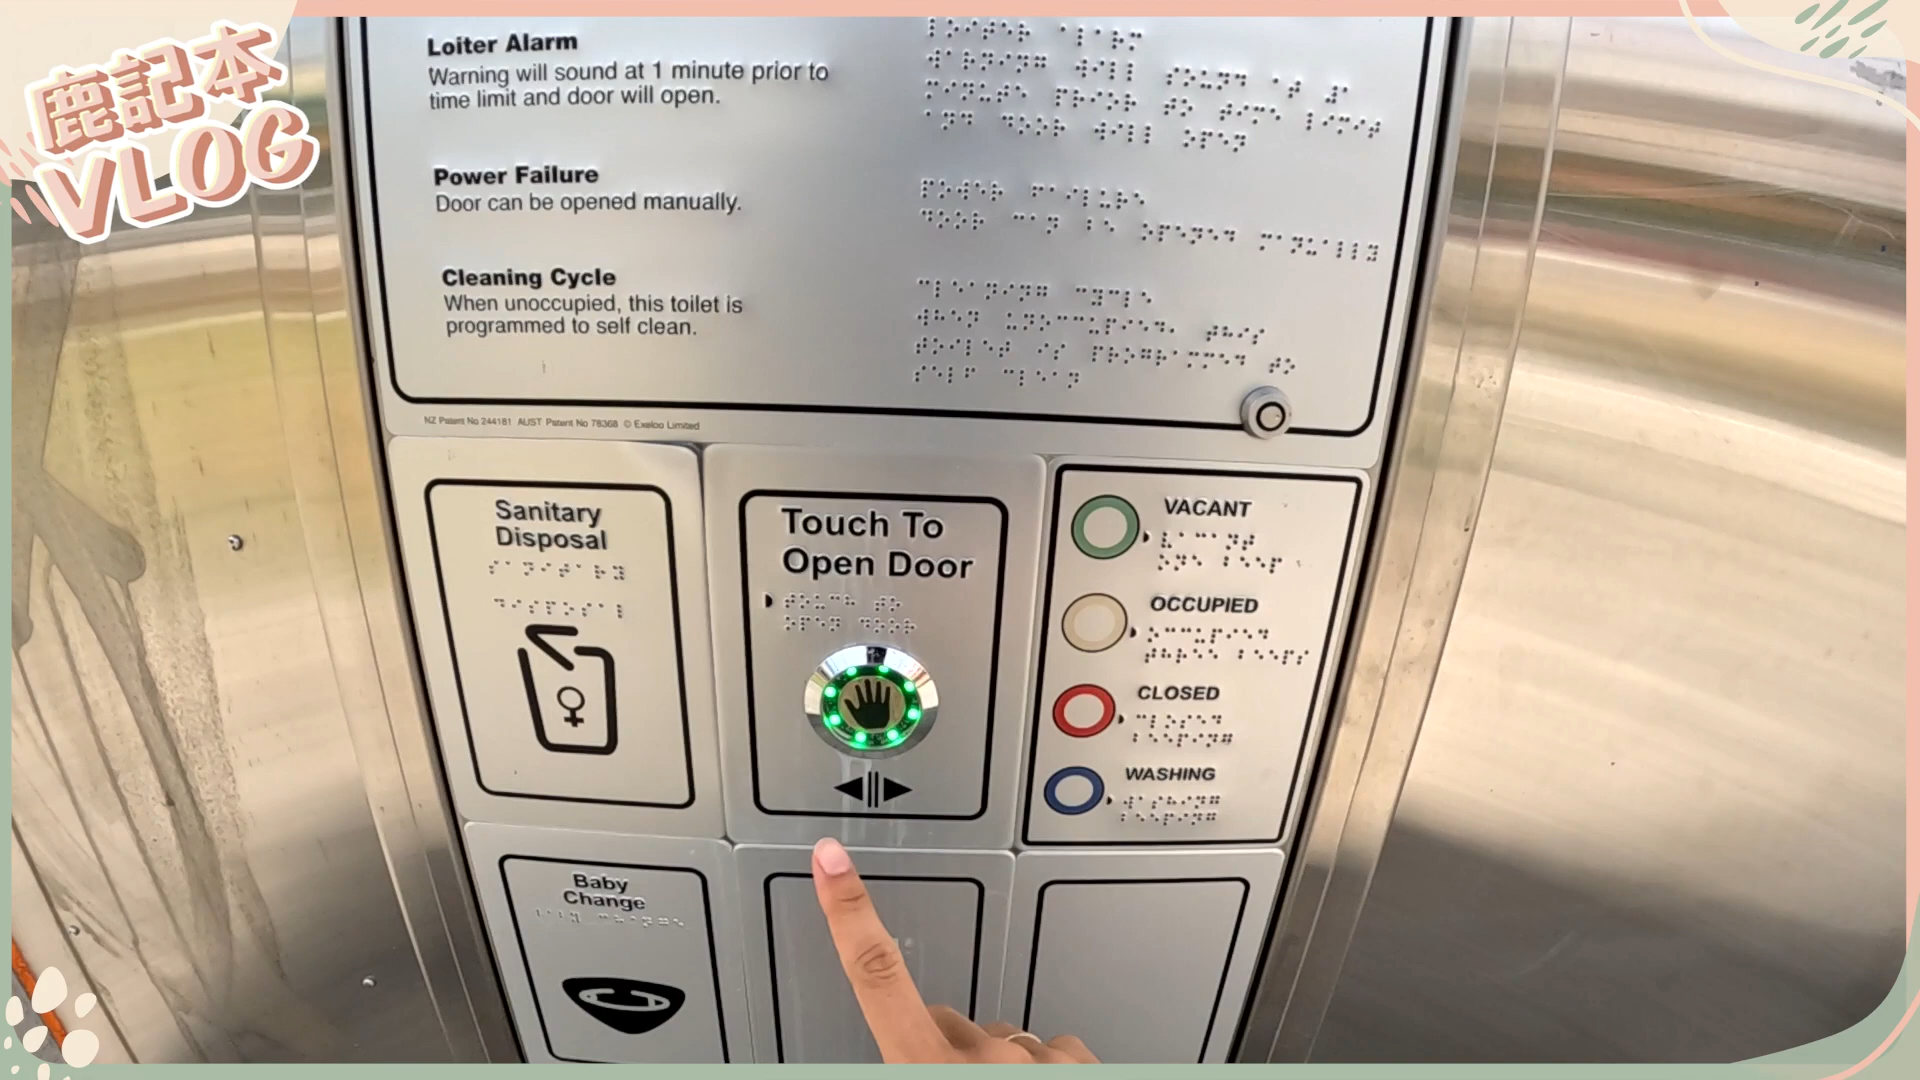 鹿記本
VLOG
Loiter Alarm
Warning will sound at 1 minute prior to
time limit and door will open.
Power Failure
Door can be opened manually.
Cleaning Cycle
When unoccupied, this toilet is
programmed to self clean.
NZ Patent No 244181 AUST Patent No 78368 © Exeloo Limited
Sanitary
Disposal
Touch To
Open Door
VACANT
OCCUPIED
CLOSED
WASHING
Baby
Change